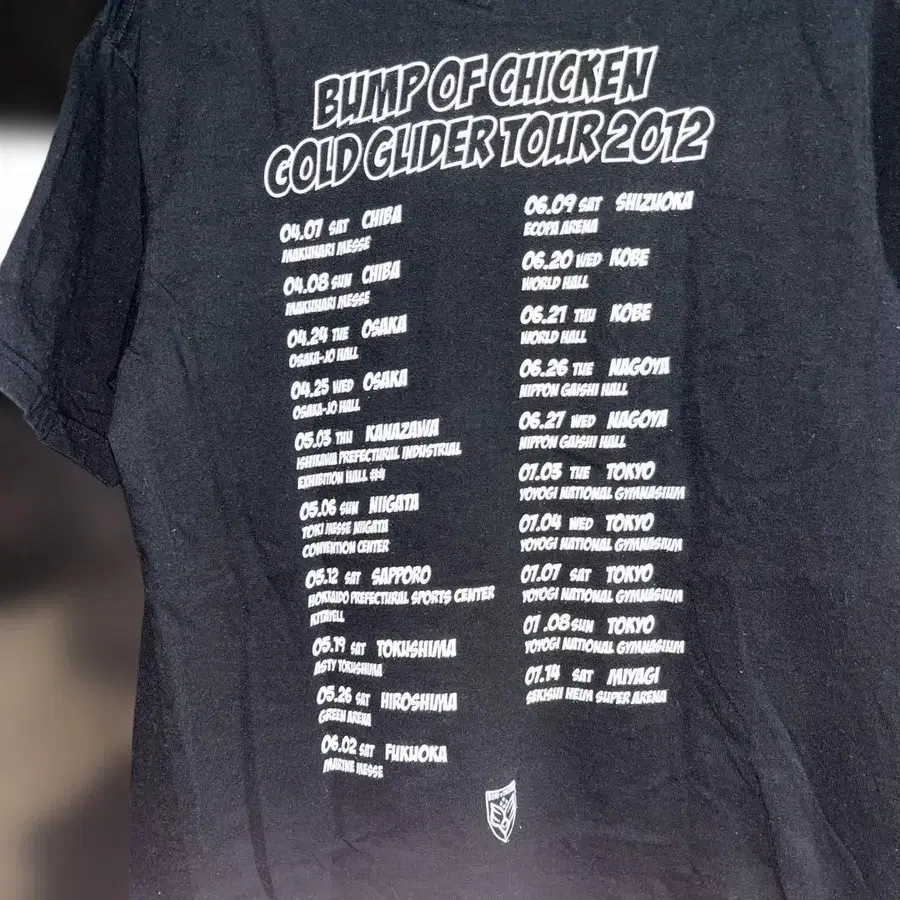 BUMP OF CHICKEN
GOLD GLIDER TOUR 2012
04.07 SAT CHIBA
MAKUHARI MESSE
04.08 SUN CHIBA
MAKUHARI MESSE
04.24 TUE OSAKA
OSAKA-JO HALL
04.25 WED OSAKA
OSAKA-JO HALL
05.03 THU KANAZAWA
ISHIKAWA PREFECTURAL INDUSTRIAL
EXHIBITION HALL #4
05.06 SUN NIIGATA
TOKI MESSE NIIGATA
CONVENTION CENTER
05.12 SAT SAPPORO
HOKKAIDO PREFECTURAL SPORTS CENTER
KITAYELL
05.19 SAT TOKUSHIMA
ASTY TOKUSHIMA
05.26 SAT HIROSHIMA
GREEN ARENA
06.02 SAT FUKUOKA
MARINE MESSE
06.09 SAT SHIZUOKA
ECOPA ARENA
06.20 WED KOBE
WORLD HALL
06.21 THU KOBE
WORLD HALL
06.26 TUE NAGOYA
NIPPON GAISHI HALL
06.27 WED NAGOYA
NIPPON GAISHI HALL
07.03 TUE TOKYO
YOYOGI NATIONAL GYMNASIUM
07.04 WED TOKYO
YOYOGI NATIONAL GYMNASIUM
07.07 SAT TOKYO
YOYOGI NATIONAL GYMNASIUM
07.08 SUN TOKYO
YOYOGI NATIONAL GYMNASIUM
07.14 SAT MIYAGI
SEKISUI HEIM SUPER ARENA